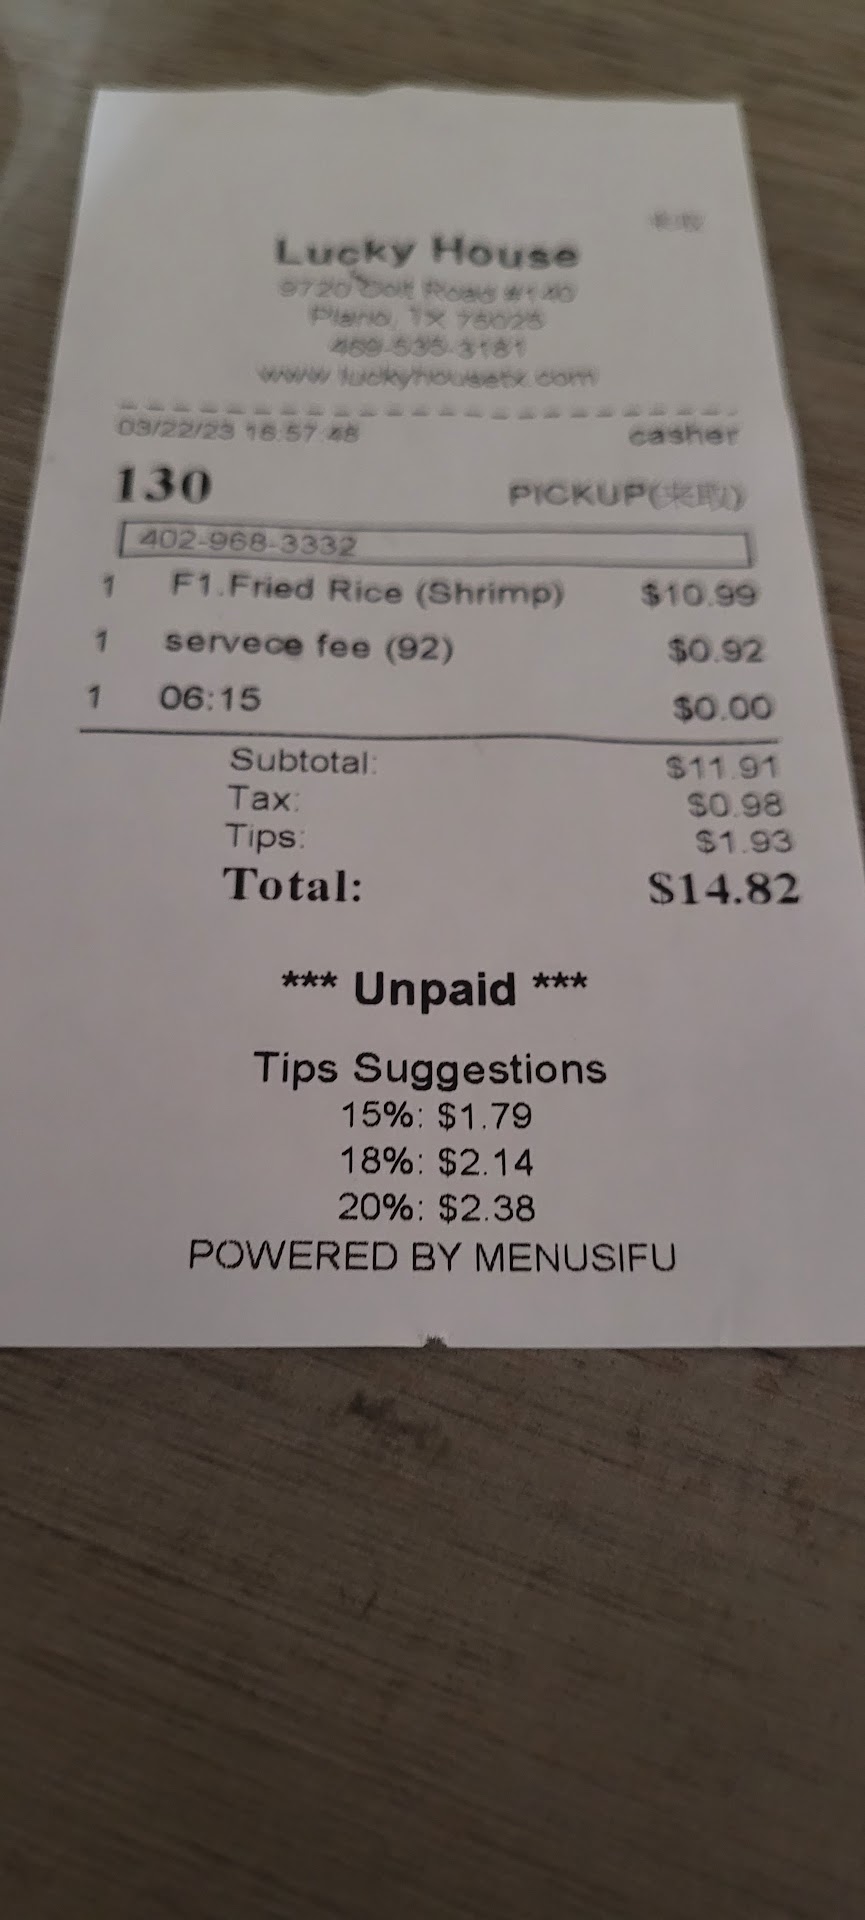 Lucky House
9720 Coit Road #140
Plano, TX 75025
469-535-3181
www.luckyhousetx.com
03/22/23 16:57:48 casher
130 PICKUP(来取)
402-968-3332
1 F1.Fried Rice (Shrimp) $10.99
1 servece fee (92) $0.92
1 06:15 $0.00
Subtotal: $11.91
Tax: $0.98
Tips: $1.93
Total: $14.82
*** Unpaid ***
Tips Suggestions
15%: $1.79
18%: $2.14
20%: $2.38
POWERED BY MENUSIFU